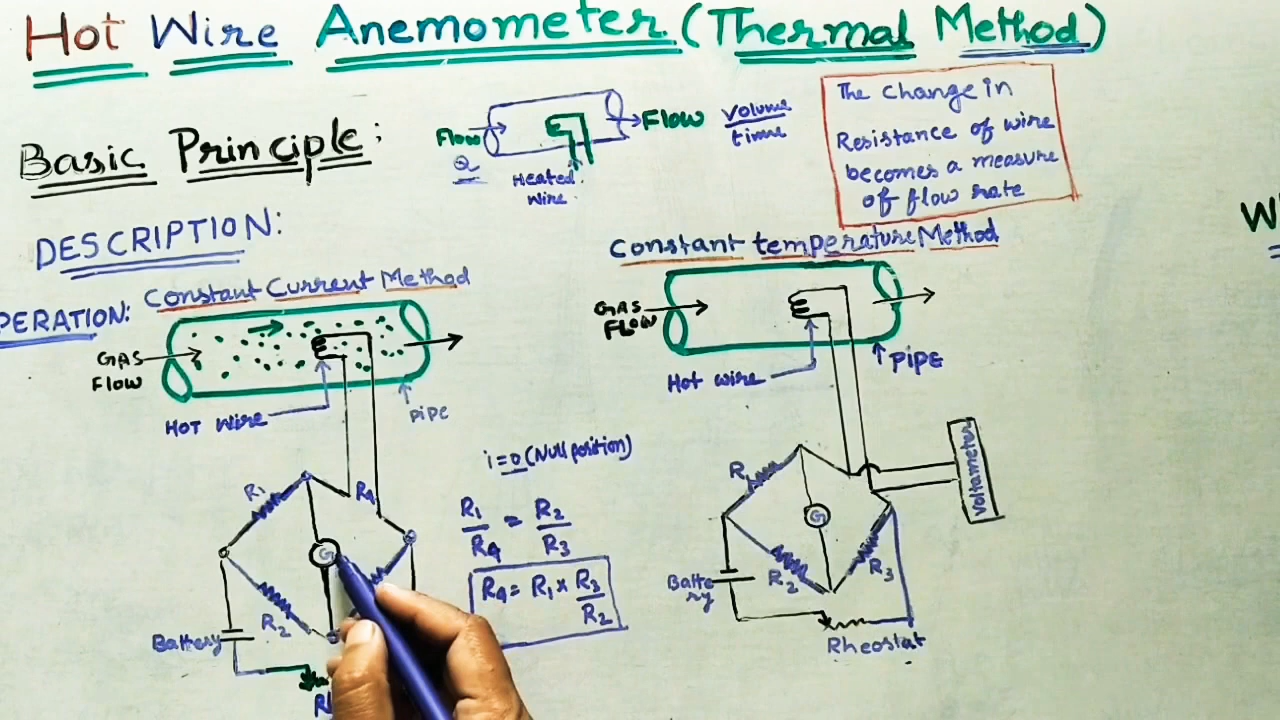 Hot Wire Anemometer (Thermal Method)
Basic Principle:
Flow
Q
Heated
Wire
Flow
Volume
time
The change in
Resistance of wire
becomes a measure
of flow rate
DESCRIPTION:
PERATION:
Constant Current Method
GAS
FLOW
HOT Wire
PIPE
R1
R4
G
R2
Battery
i=0 (Null position)
R1/R4 = R2/R3
R4 = R1 × R3/R2
Constant temperature Method
GAS
FLOW
Hot wire
PIPE
R1
G
R2
R3
Batte
ry
Rheostat
Voltameter